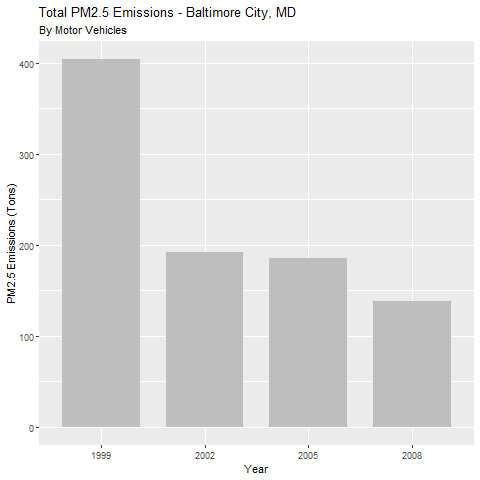 Total PM2.5 Emissions - Baltimore City, MD
By Motor Vehicles
PM2.5 Emissions (Tons)
400
300
200
100
0
1999 2002 2005 2008
Year